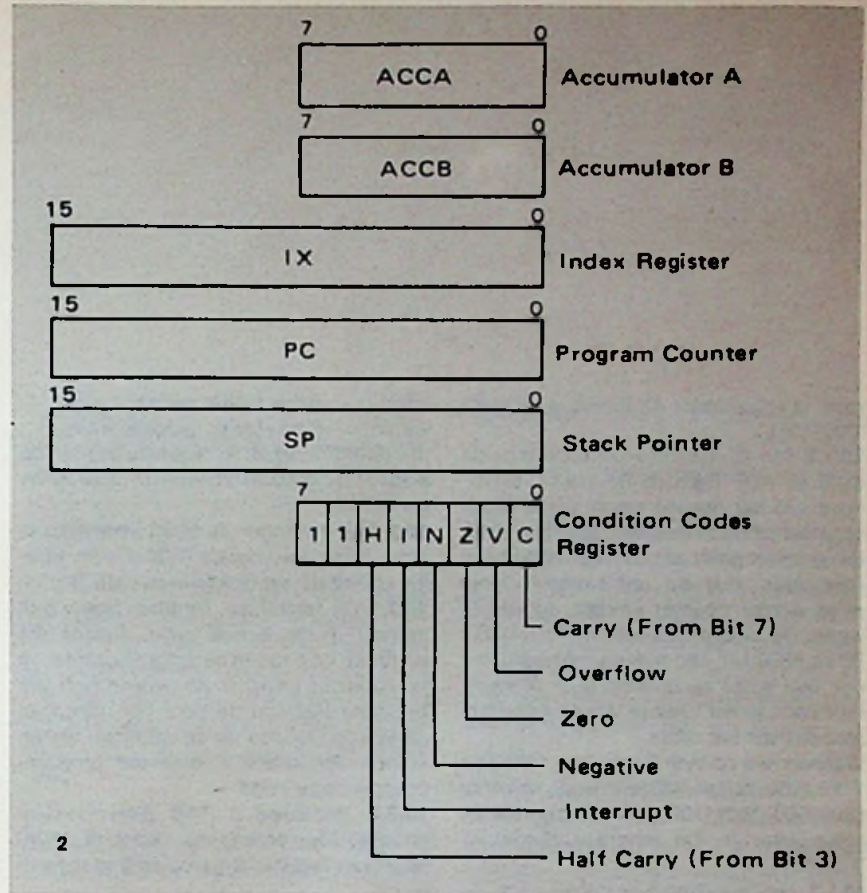 7 0
ACCA Accumulator A
7 0
ACCB Accumulator B
15 0
IX Index Register
15 0
PC Program Counter
15 0
SP Stack Pointer
7 0
1 1 H I N Z V C Condition Codes
Register
Carry (From Bit 7)
Overflow
Zero
Negative
Interrupt
2
Half Carry (From Bit 3)